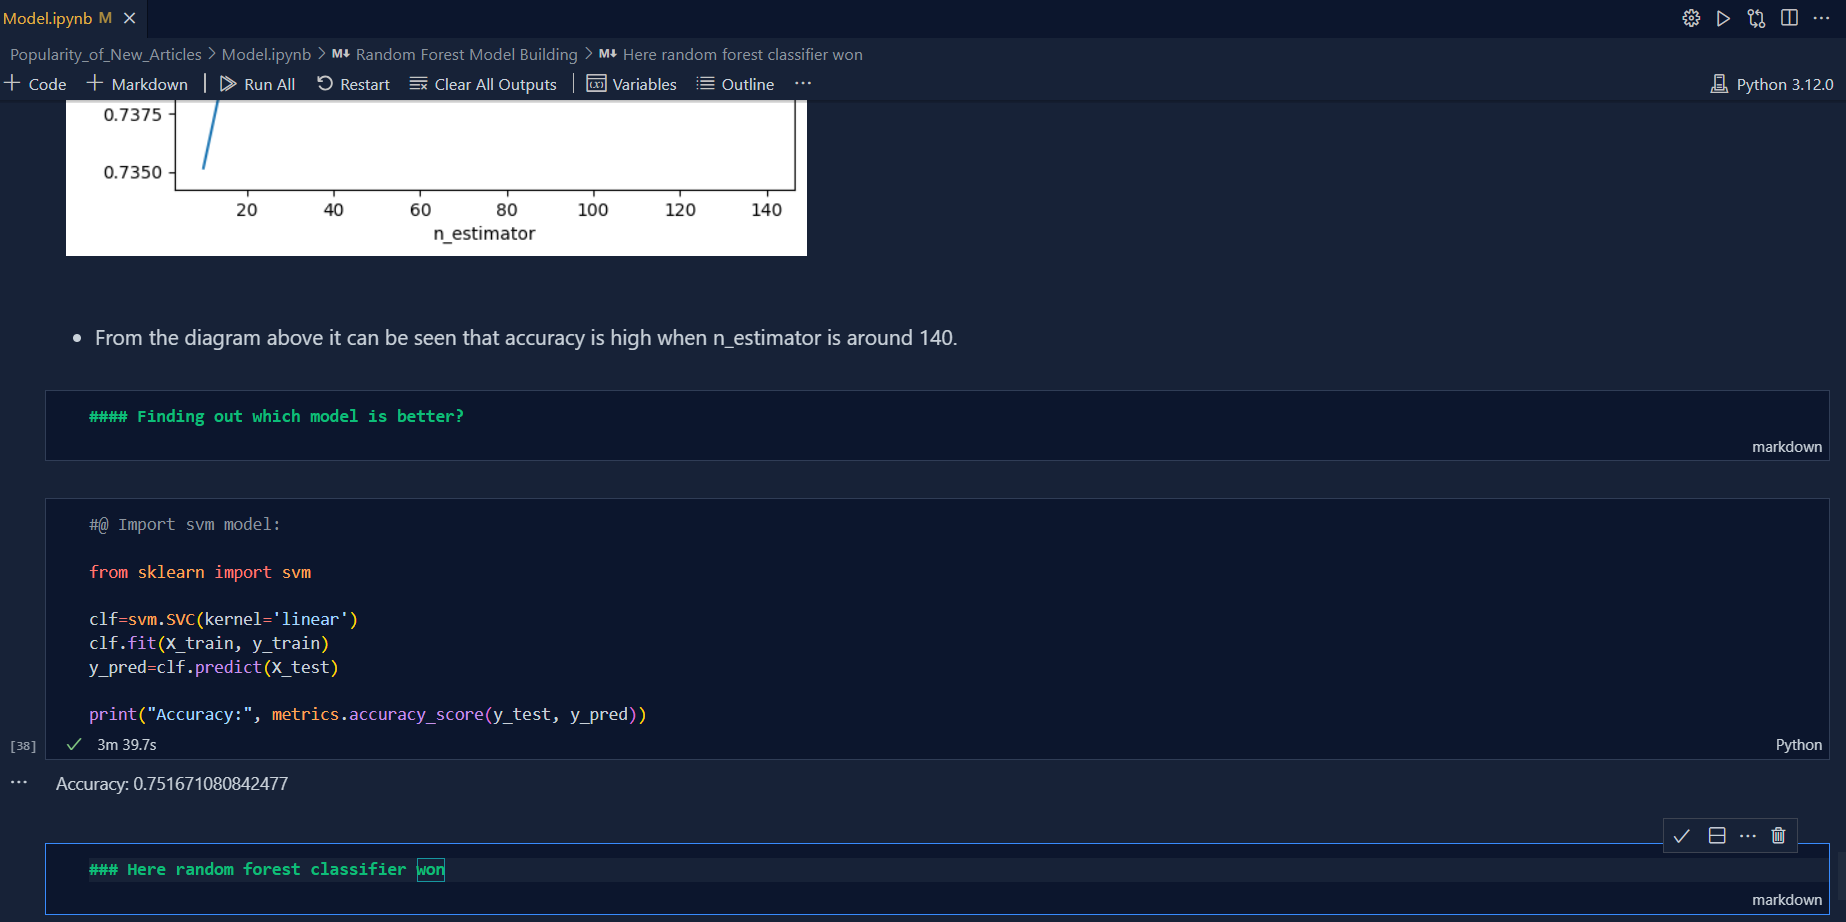 Model.ipynb M
Popularity_of_New_Articles > Model.ipynb > M↓ Random Forest Model Building > M↓ Here random forest classifier won
+ Code + Markdown | Run All Restart Clear All Outputs | Variables Outline ... Python 3.12.0
0.7375
0.7350
20 40 60 80 100 120 140
n_estimator
• From the diagram above it can be seen that accuracy is high when n_estimator is around 140.
#### Finding out which model is better?
markdown
#@ Import svm model:
from sklearn import svm
clf=svm.SVC(kernel='linear')
clf.fit(X_train, y_train)
y_pred=clf.predict(X_test)
print("Accuracy:", metrics.accuracy_score(y_test, y_pred))
[38] 3m 39.7s Python
... Accuracy: 0.751671080842477
### Here random forest classifier won
markdown